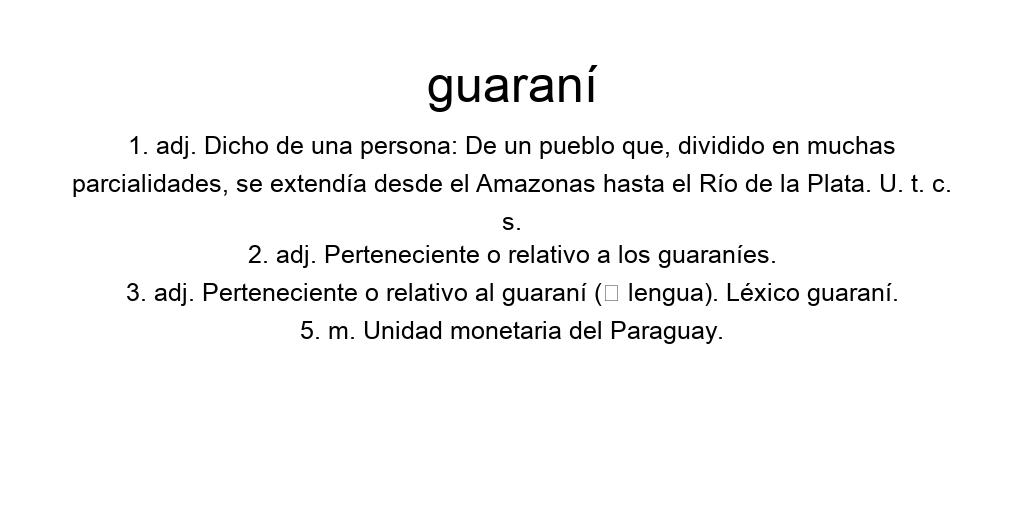 guaraní
1. adj. Dicho de una persona: De un pueblo que, dividido en muchas
parcialidades, se extendía desde el Amazonas hasta el Río de la Plata. U. t. c.
s.
2. adj. Perteneciente o relativo a los guaraníes.
3. adj. Perteneciente o relativo al guaraní (□ lengua). Léxico guaraní.
5. m. Unidad monetaria del Paraguay.